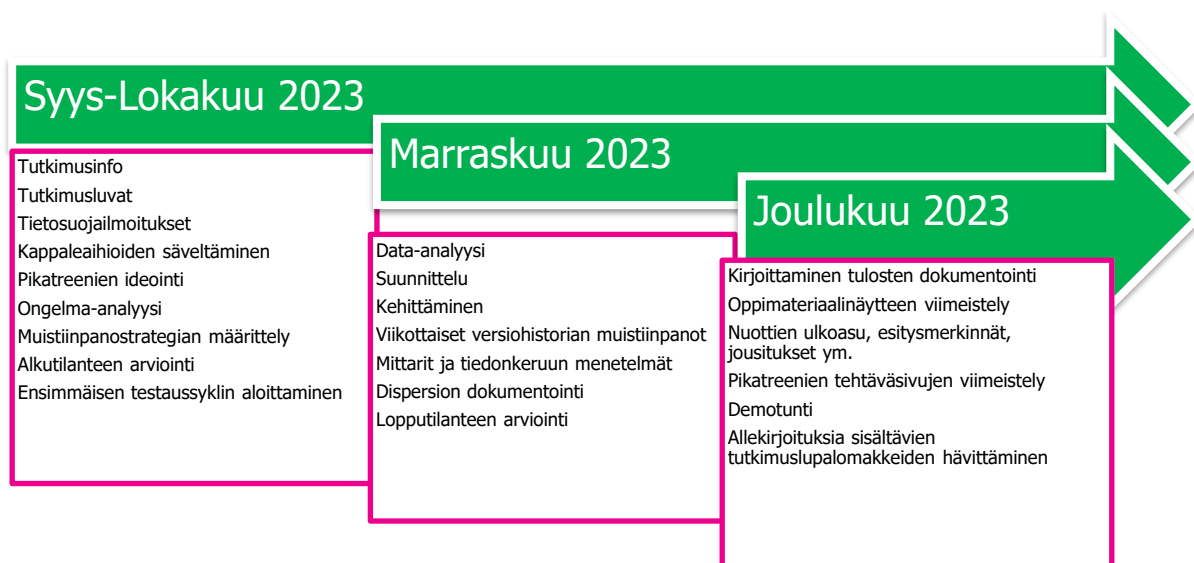 Syys-Lokakuu 2023
Tutkimusinfo
Tutkimusluvat
Tietosuojailmoitukset
Kappaleaihioiden säveltäminen
Pikatreenien ideointi
Ongelma-analyysi
Muistiinpanostrategian määrittely
Alkutilanteen arviointi
Ensimmäisen testaussyklin aloittaminen
Marraskuu 2023
Data-analyysi
Suunnittelu
Kehittäminen
Viikottaiset versiohistorian muistiinpanot
Mittarit ja tiedonkeruun menetelmät
Dispersion dokumentointi
Lopputilanteen arviointi
Joulukuu 2023
Kirjoittaminen tulosten dokumentointi
Oppimateriaalinäytteen viimeistely
Nuottien ulkoasu, esitysmerkinnät,
jousitukset ym.
Pikatreenien tehtäväsivujen viimeistely
Demotunti
Allekirjoituksia sisältävien
tutkimuslupalomakkeiden hävittäminen